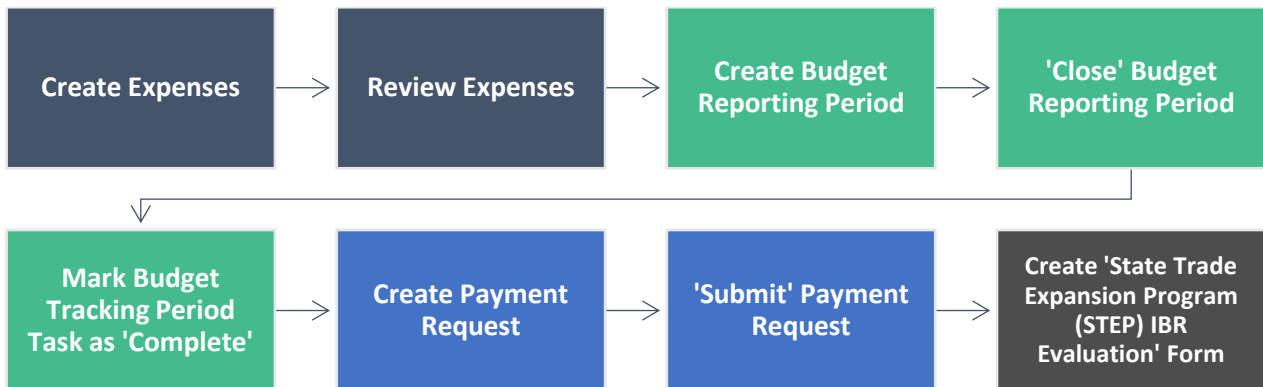 Create Expenses
Review Expenses
Create Budget
Reporting Period
'Close' Budget
Reporting Period
Mark Budget
Tracking Period
Task as 'Complete'
Create Payment
Request
'Submit' Payment
Request
Create 'State Trade
Expansion Program
(STEP) IBR
Evaluation' Form